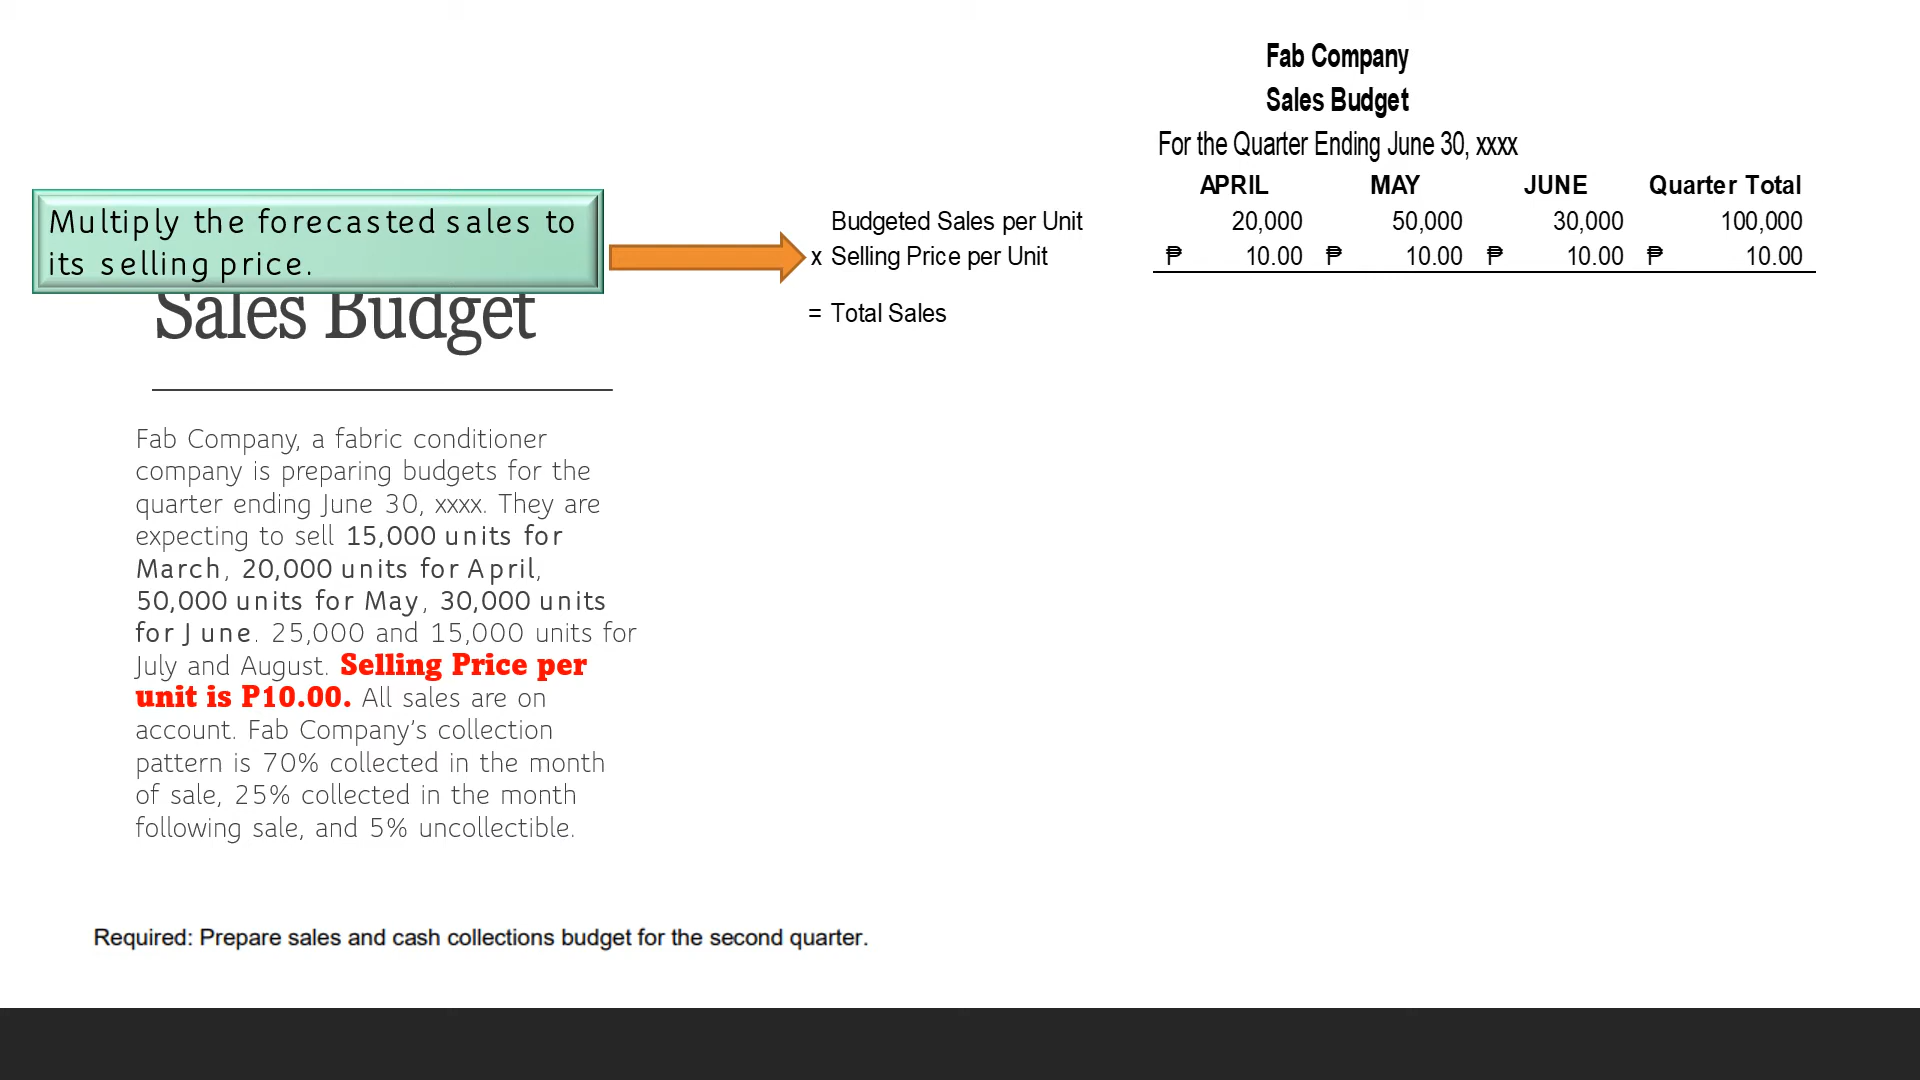 Fab Company
Sales Budget
For the Quarter Ending June 30, xxxx
APRIL MAY JUNE Quarter Total
Budgeted Sales per Unit 20,000 50,000 30,000 100,000
x Selling Price per Unit ₱ 10.00 ₱ 10.00 ₱ 10.00 ₱ 10.00
= Total Sales
Multiply the forecasted sales to
its selling price.
Sales Budget
Fab Company, a fabric conditioner
company is preparing budgets for the
quarter ending June 30, xxxx. They are
expecting to sell 15,000 units for
March, 20,000 units for April,
50,000 units for May, 30,000 units
for June. 25,000 and 15,000 units for
July and August. Selling Price per
unit is P10.00. All sales are on
account. Fab Company’s collection
pattern is 70% collected in the month
of sale, 25% collected in the month
following sale, and 5% uncollectible.
Required: Prepare sales and cash collections budget for the second quarter.